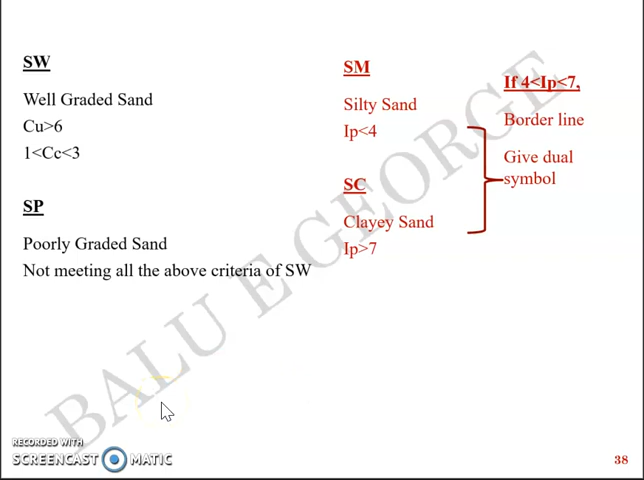 SW
Well Graded Sand
Cu>6
1<Cc<3
SP
Poorly Graded Sand
Not meeting all the above criteria of SW
SM
Silty Sand
Ip<4
SC
Clayey Sand
Ip>7
If 4<Ip<7,
Border line
Give dual
symbol
BALU E GEORGE
RECORDED WITH
SCREENCAST MATIC
38